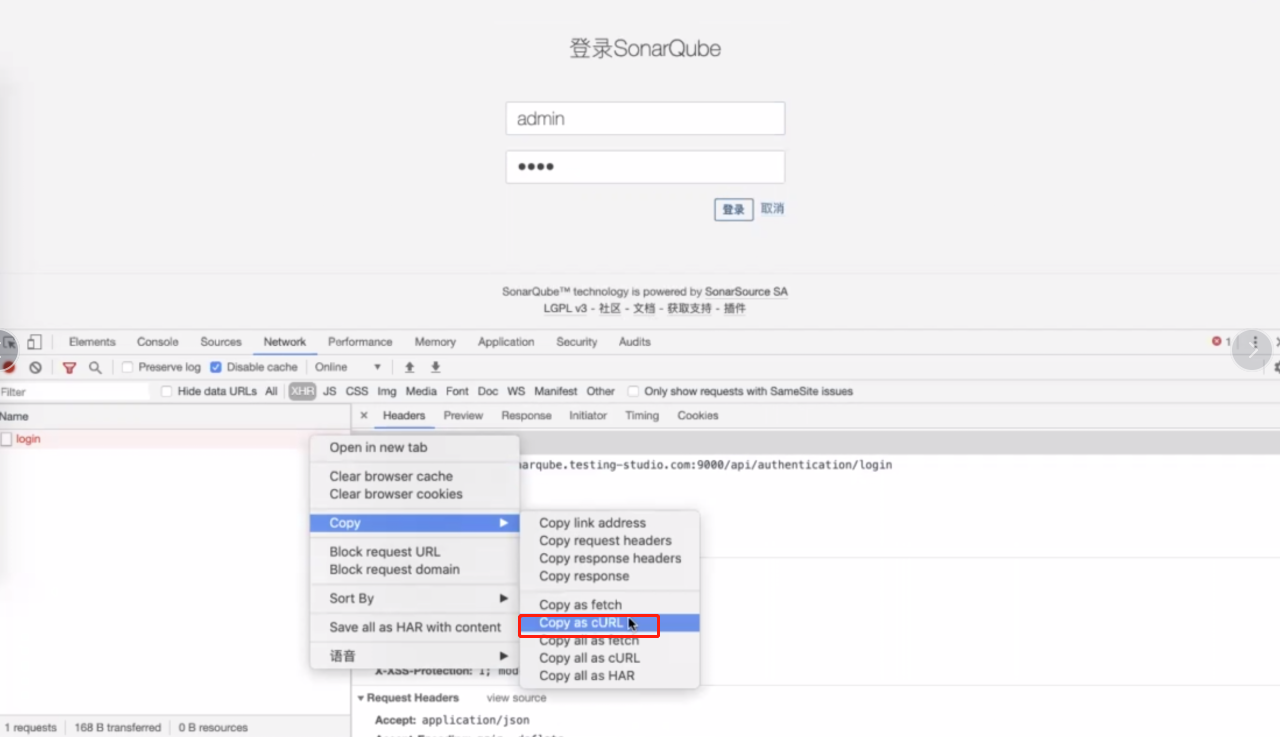 登录SonarQube
admin
登录 取消
SonarQube™ technology is powered by SonarSource SA
LGPL v3 - 社区 - 文档 - 获取支持 - 插件
Elements Console Sources Network Performance Memory Application Security Audits 1
Preserve log Disable cache Online
Filter Hide data URLs All XHR JS CSS Img Media Font Doc WS Manifest Other Only show requests with SameSite issues
Name Headers Preview Response Initiator Timing Cookies
login
Open in new tab
arqube.testing-studio.com:9000/api/authentication/login
Clear browser cache
Clear browser cookies
Copy
Copy link address
Copy request headers
Block request URL
Copy response headers
Block request domain
Copy response
Sort By
Copy as fetch
Copy as cURL
Save all as HAR with content
Copy all as fetch
语音
Copy all as cURL
X-XSS-Protection: 1; mod
Copy all as HAR
Request Headers view source
Accept: application/json
1 requests 168 B transferred 0 B resources